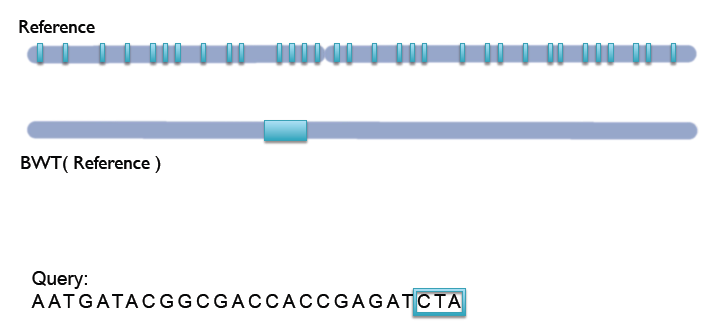 Reference
BWT( Reference )
Query:
AATGATACGGCGACCACCGAGATCTA